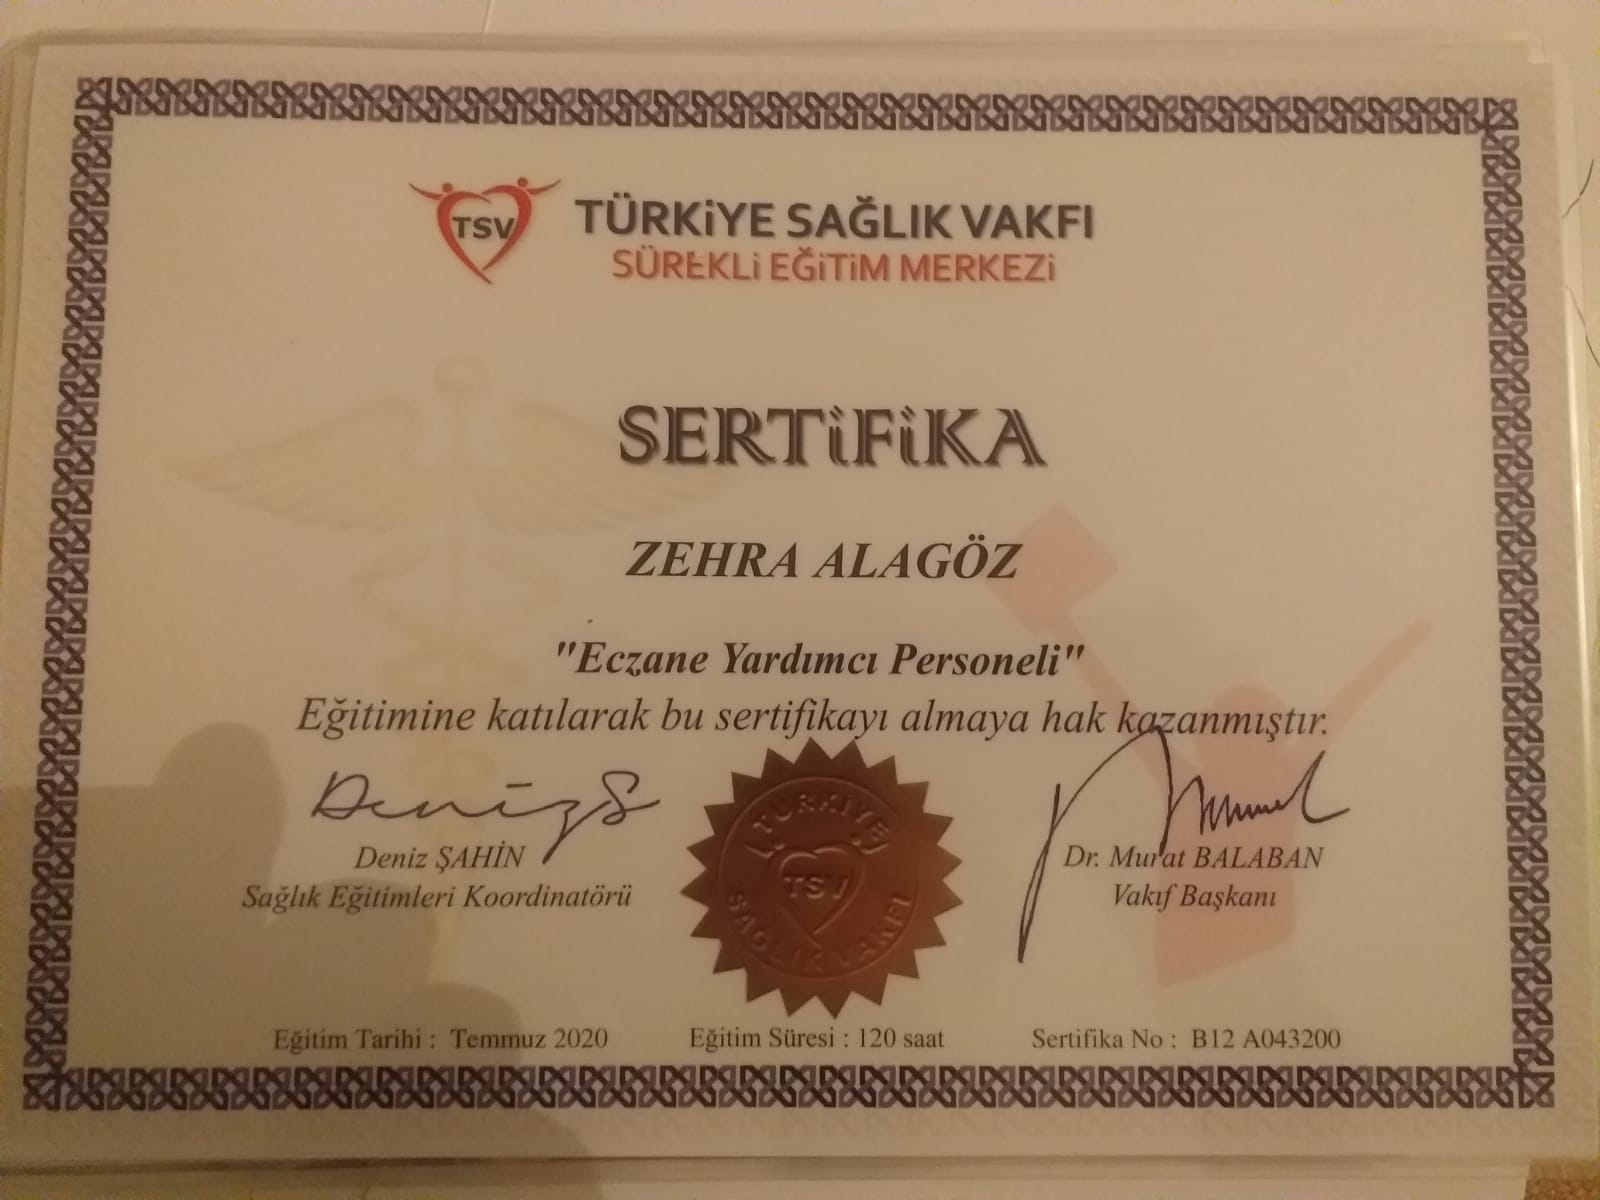 TSV
TÜRKiYE SAĞLIK VAKFI
SÜREKLi EĞiTiM MERKEZi
SERTiFiKA
ZEHRA ALAGÖZ
"Eczane Yardımcı Personeli"
Eğitimine katılarak bu sertifikayı almaya hak kazanmıştır.
Deniz S
Deniz ŞAHİN
Sağlık Eğitimleri Koordinatörü
TÜRKiYE
TSV
SAĞLIK VAKFI
Dr. Murat BALABAN
Vakıf Başkanı
Eğitim Tarihi : Temmuz 2020
Eğitim Süresi : 120 saat
Sertifika No : B12 A043200